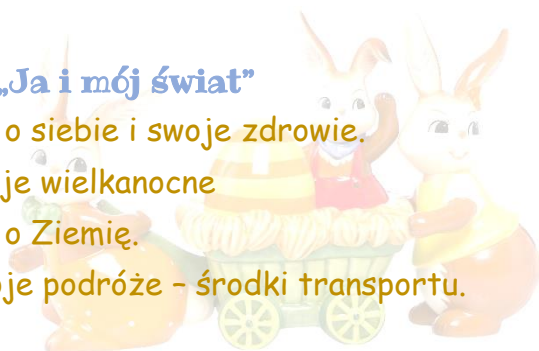 „Ja i mój świat”
o siebie i swoje zdrowie.
je wielkanocne
o Ziemię.
je podróże – środki transportu.